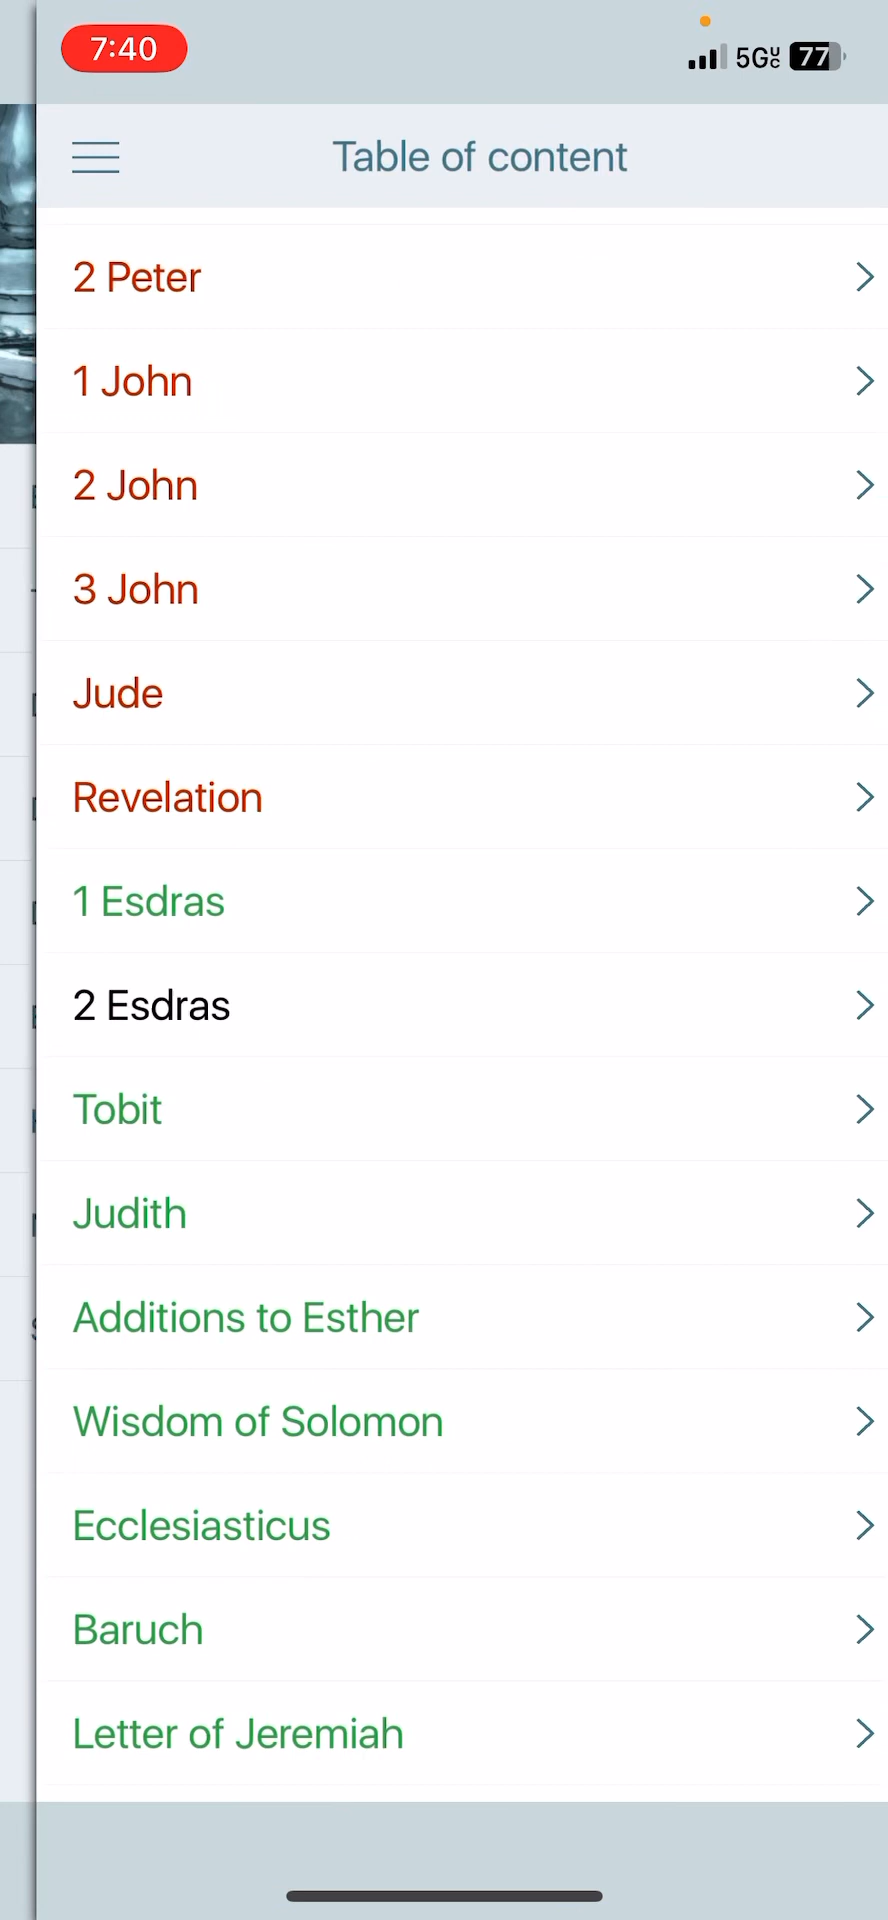 7:40
5GUC 77
Table of content
2 Peter
1 John
2 John
3 John
Jude
Revelation
1 Esdras
2 Esdras
Tobit
Judith
Additions to Esther
Wisdom of Solomon
Ecclesiasticus
Baruch
Letter of Jeremiah